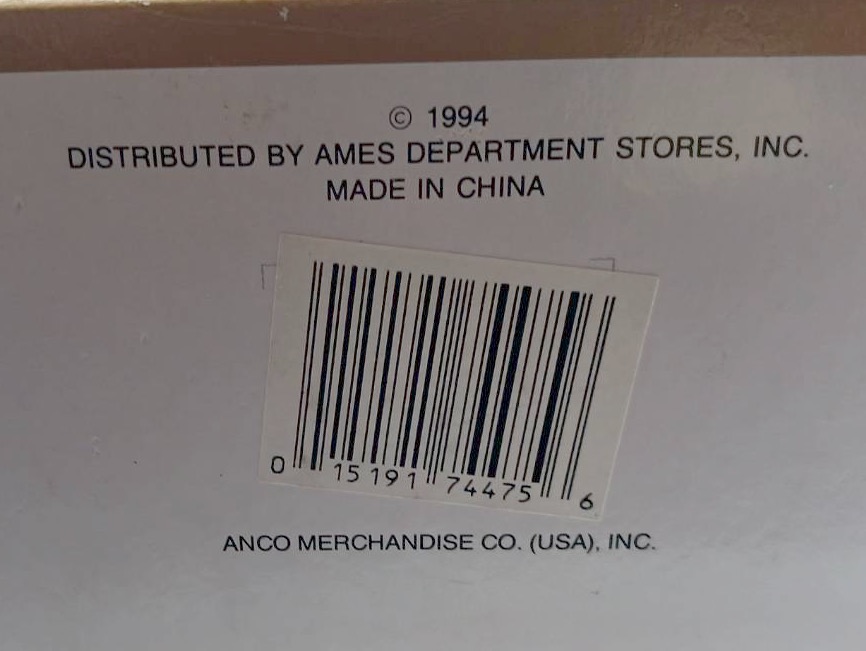 © 1994
DISTRIBUTED BY AMES DEPARTMENT STORES, INC.
MADE IN CHINA
0 15191 74475 6
ANCO MERCHANDISE CO. (USA), INC.